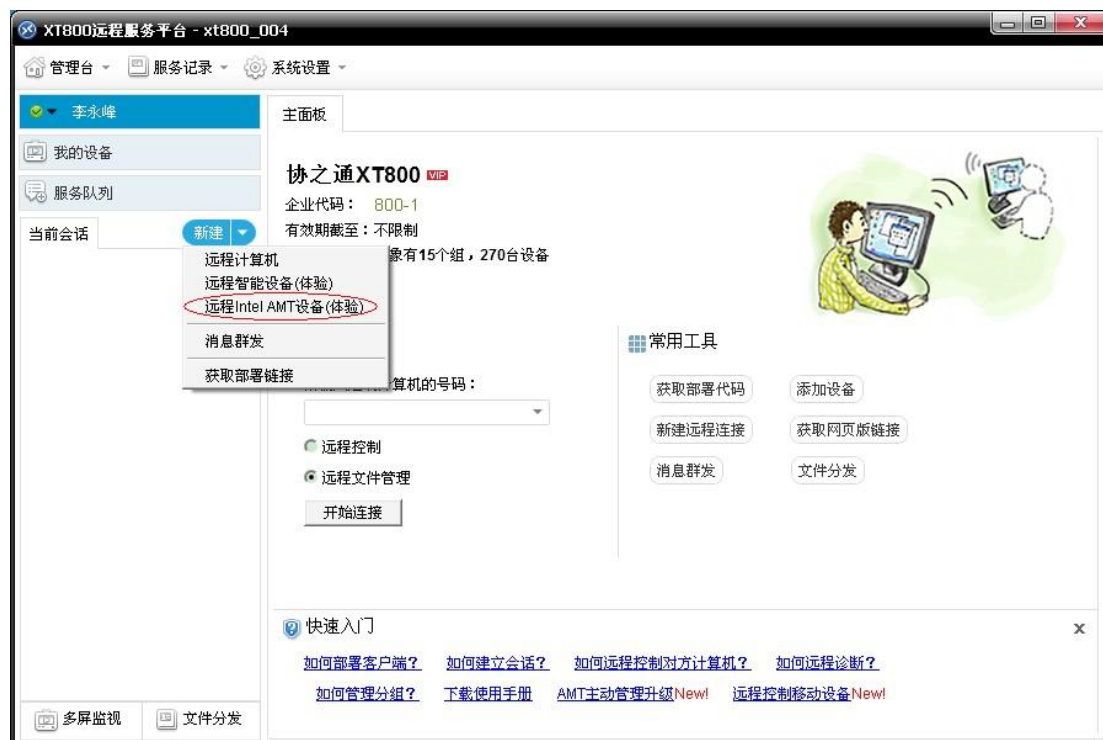 XT800远程服务平台 - xt800_004
管理台 服务记录 系统设置
李永峰
我的设备
服务队列
当前会话 新建
远程计算机
远程智能设备(体验)
远程Intel AMT设备(体验)
消息群发
获取部署链接
多屏监视 文件分发
主面板
协之通XT800 VIP
企业代码： 800-1
有效期截至：不限制
象有15个组，270台设备
计算机的号码：
远程控制
远程文件管理
开始连接
常用工具
获取部署代码 添加设备
新建远程连接 获取网页版链接
消息群发 文件分发
快速入门 x
如何部署客户端？ 如何建立会话？ 如何远程控制对方计算机？ 如何远程诊断？
如何管理分组？ 下载使用手册 AMT主动管理升级New! 远程控制移动设备New!